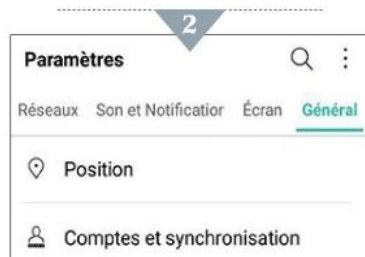 2
Paramètres
Réseaux Son et Notificatior Écran Général
Position
Comptes et synchronisation